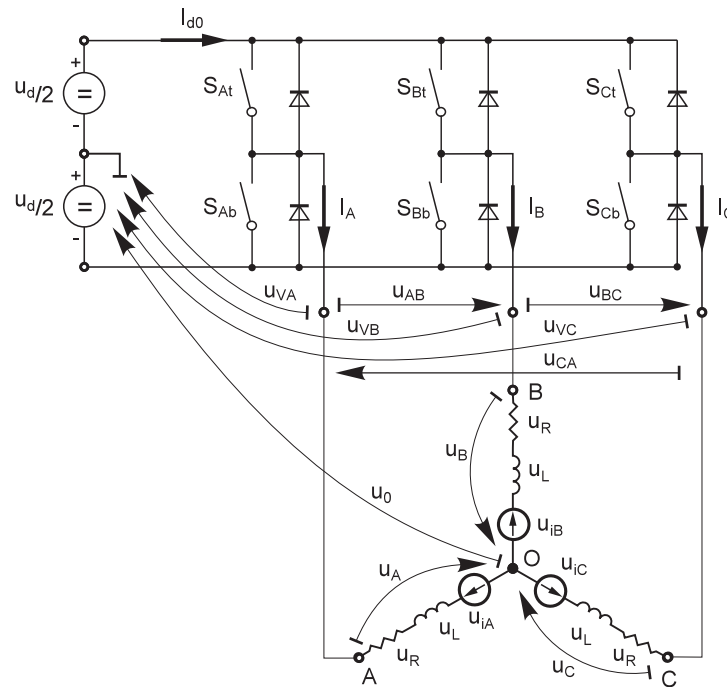 I_d0
+
u_d/2
=
-
S_At
S_Bt
S_Ct
+
u_d/2
=
-
S_Ab
I_A
S_Bb
I_B
S_Cb
I_C
u_VA
u_AB
u_BC
u_VB
u_VC
u_CA
B
u_R
u_B
u_L
u_0
u_iB
O
u_iC
u_A
u_iA
u_L
u_L
u_R
u_C
u_R
A
C